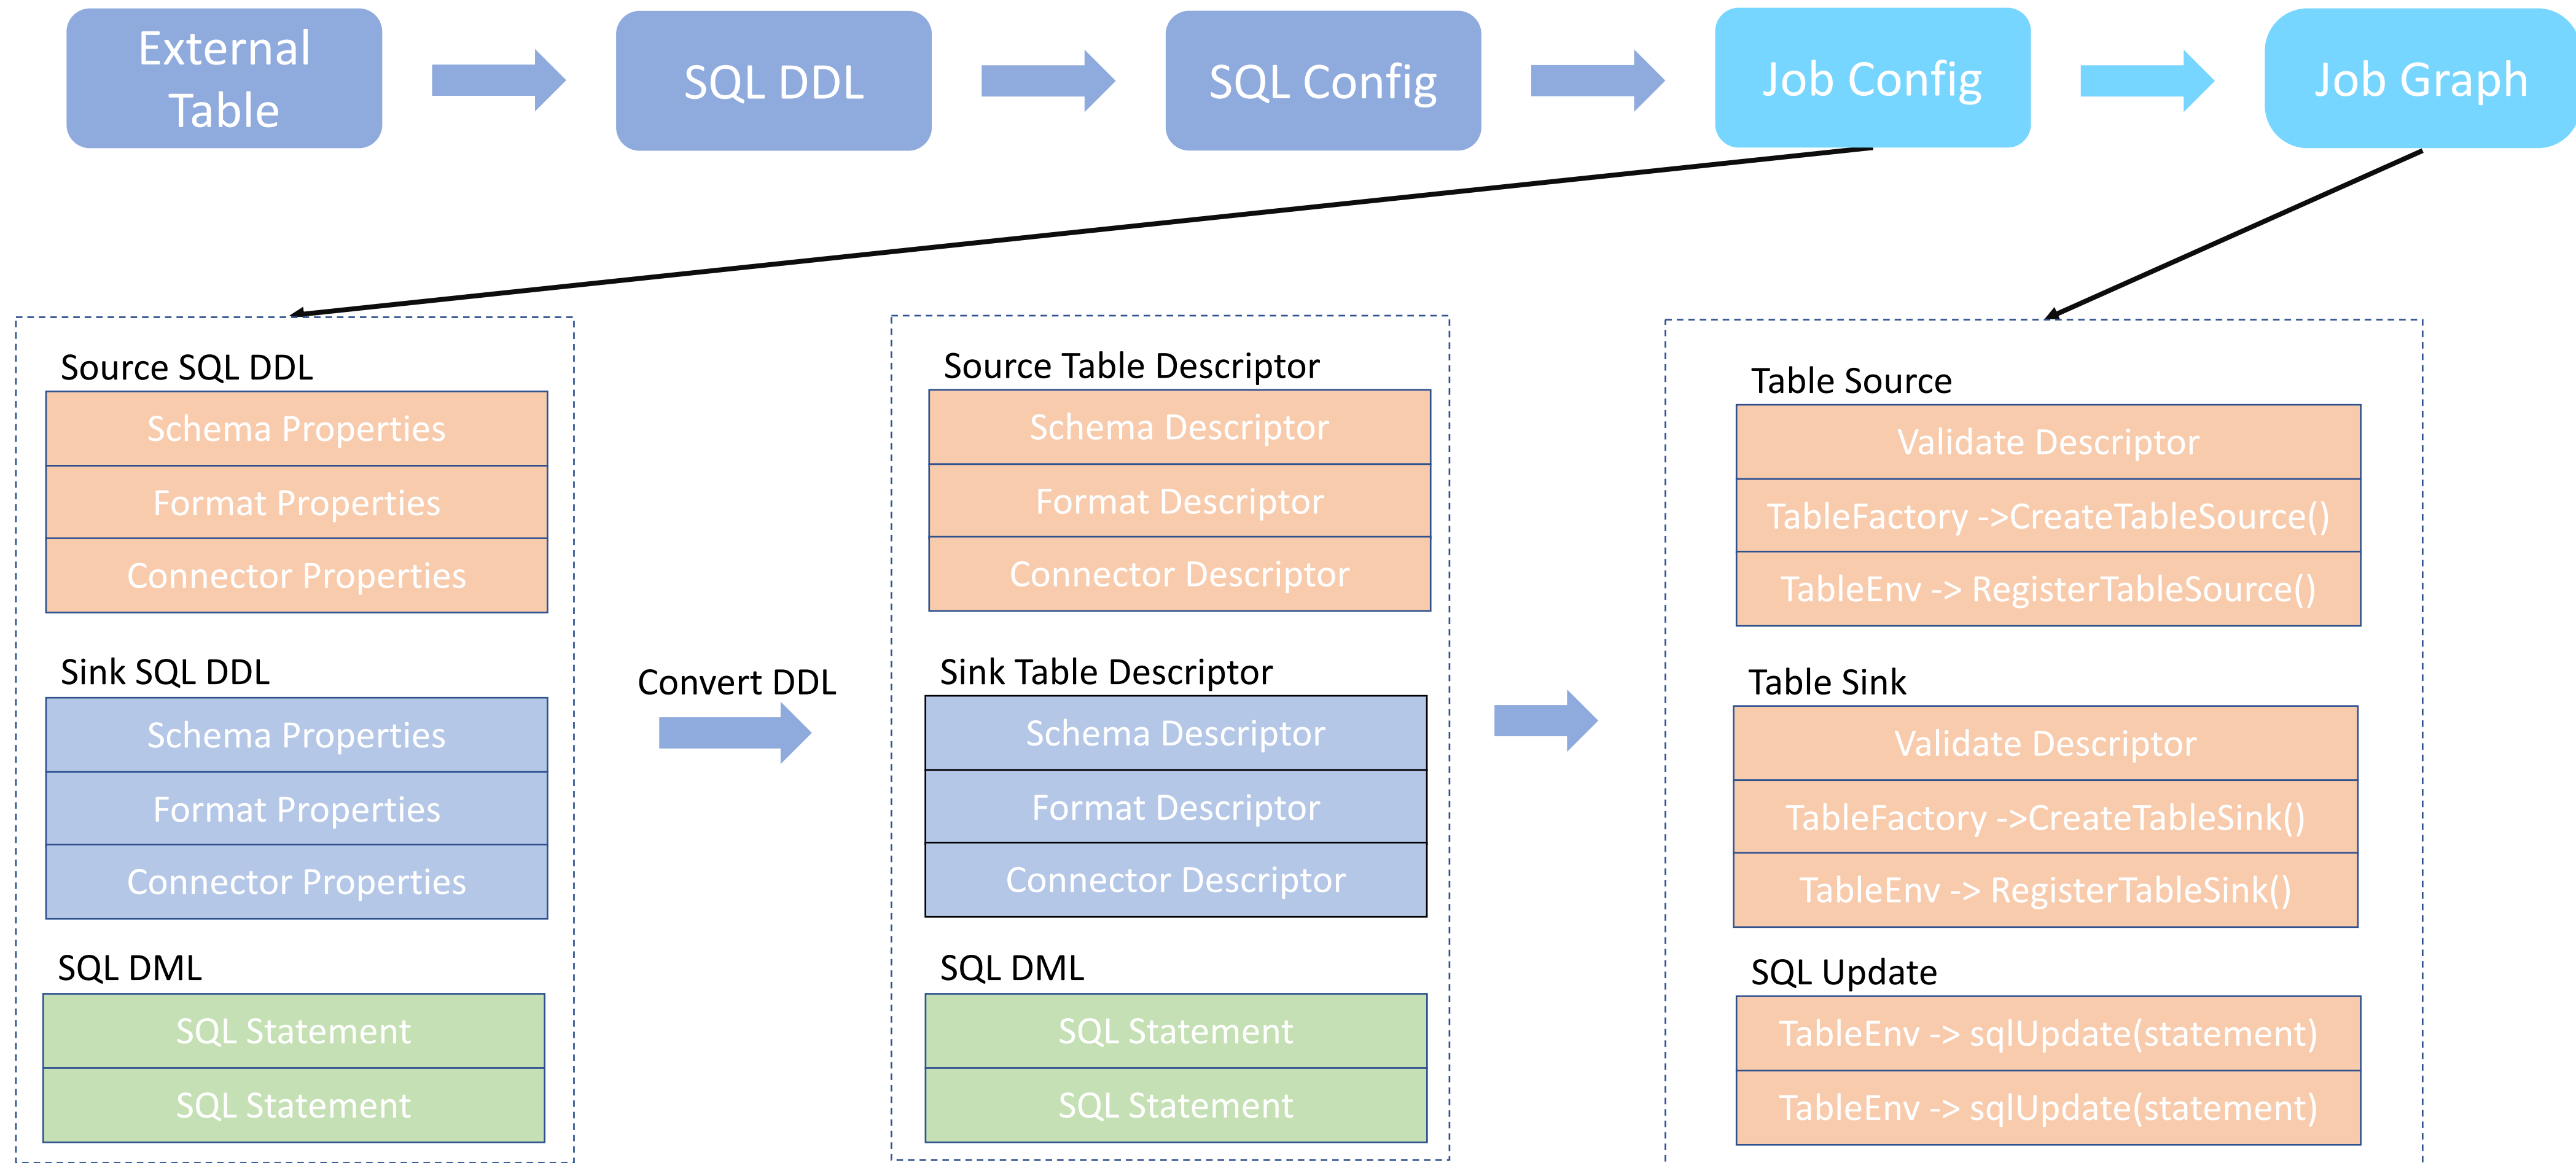 External
Table
SQL DDL
SQL Config
Job Config
Job Graph
Source SQL DDL
Schema Properties
Format Properties
Connector Properties
Sink SQL DDL
Schema Properties
Format Properties
Connector Properties
SQL DML
SQL Statement
SQL Statement
Convert DDL
Source Table Descriptor
Schema Descriptor
Format Descriptor
Connector Descriptor
Sink Table Descriptor
Schema Descriptor
Format Descriptor
Connector Descriptor
SQL DML
SQL Statement
SQL Statement
Table Source
Validate Descriptor
TableFactory ->CreateTableSource()
TableEnv -> RegisterTableSource()
Table Sink
Validate Descriptor
TableFactory ->CreateTableSink()
TableEnv -> RegisterTableSink()
SQL Update
TableEnv -> sqlUpdate(statement)
TableEnv -> sqlUpdate(statement)